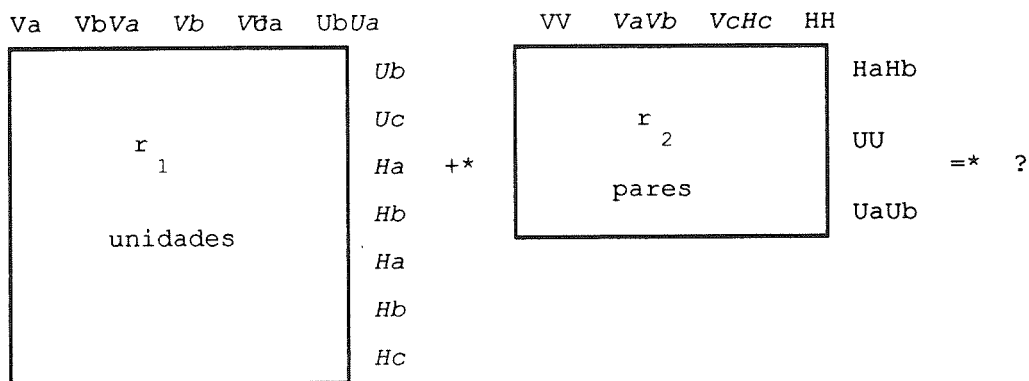 Va VbVa Vb Ua UbUa VV VaVb VcHc HH
Ub HaHb
Uc
r 1 r 2 UU
Ha +* =* ?
pares
Hb UaUb
unidades
Ha
Hb
Hc